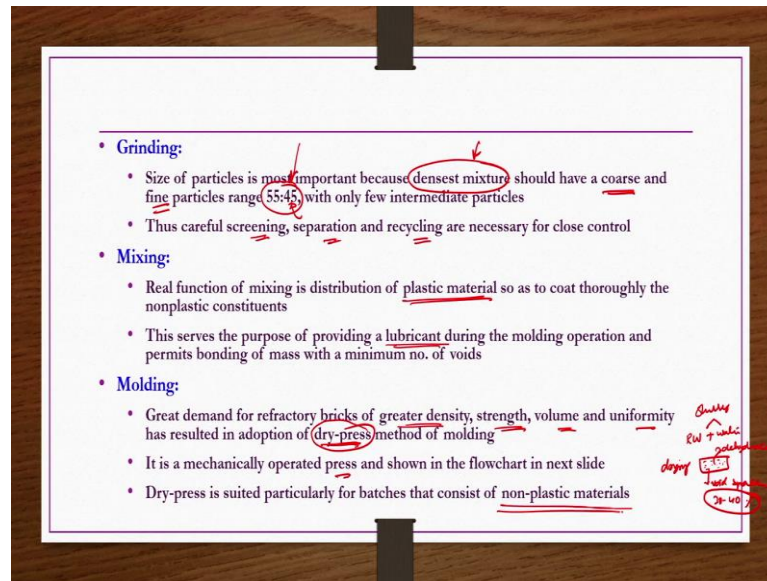 • Grinding:
• Size of particles is most important because densest mixture should have a coarse and
fine particles range 55:45, with only few intermediate particles
• Thus careful screening, separation and recycling are necessary for close control
• Mixing:
• Real function of mixing is distribution of plastic material so as to coat thoroughly the
nonplastic constituents
• This serves the purpose of providing a lubricant during the molding operation and
permits bonding of mass with a minimum no. of voids
• Molding:
• Great demand for refractory bricks of greater density, strength, volume and uniformity
has resulted in adoption of dry-press method of molding
• It is a mechanically operated press and shown in the flowchart in next slide
• Dry-press is suited particularly for batches that consist of non-plastic materials
RW +
drying